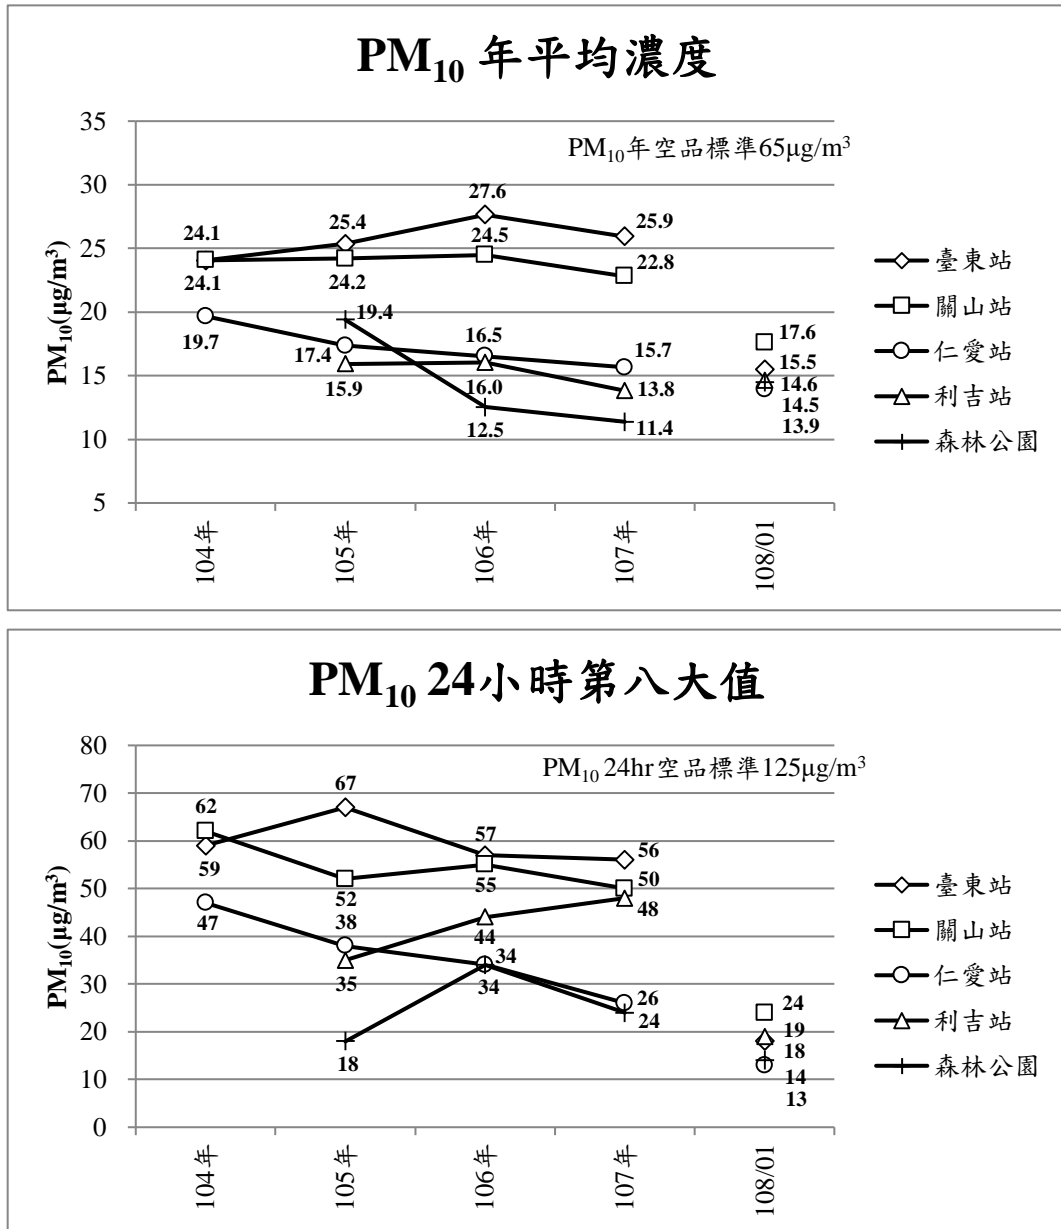 PM10 年平均濃度
35
PM10年空品標準65μg/m3
30
27.6
25.4
25.9
24.1
24.5
25
22.8
24.1
24.2
20
19.4
19.7
17.4
16.5
15.7
17.6
15.5
15
15.9
16.0
13.8
14.6
14.5
13.9
12.5
11.4
10
5
PM10(μg/m3)
104年
105年
106年
107年
108/01
臺東站
關山站
仁愛站
利吉站
森林公園
PM10 24小時第八大值
80
PM10 24hr空品標準125μg/m3
70
67
62
60
59
57
56
55
52
50
50
48
47
44
40
38
35
34
34
30
26
24
24
20
19
18
18
14
13
10
0
PM10(μg/m3)
104年
105年
106年
107年
108/01
臺東站
關山站
仁愛站
利吉站
森林公園